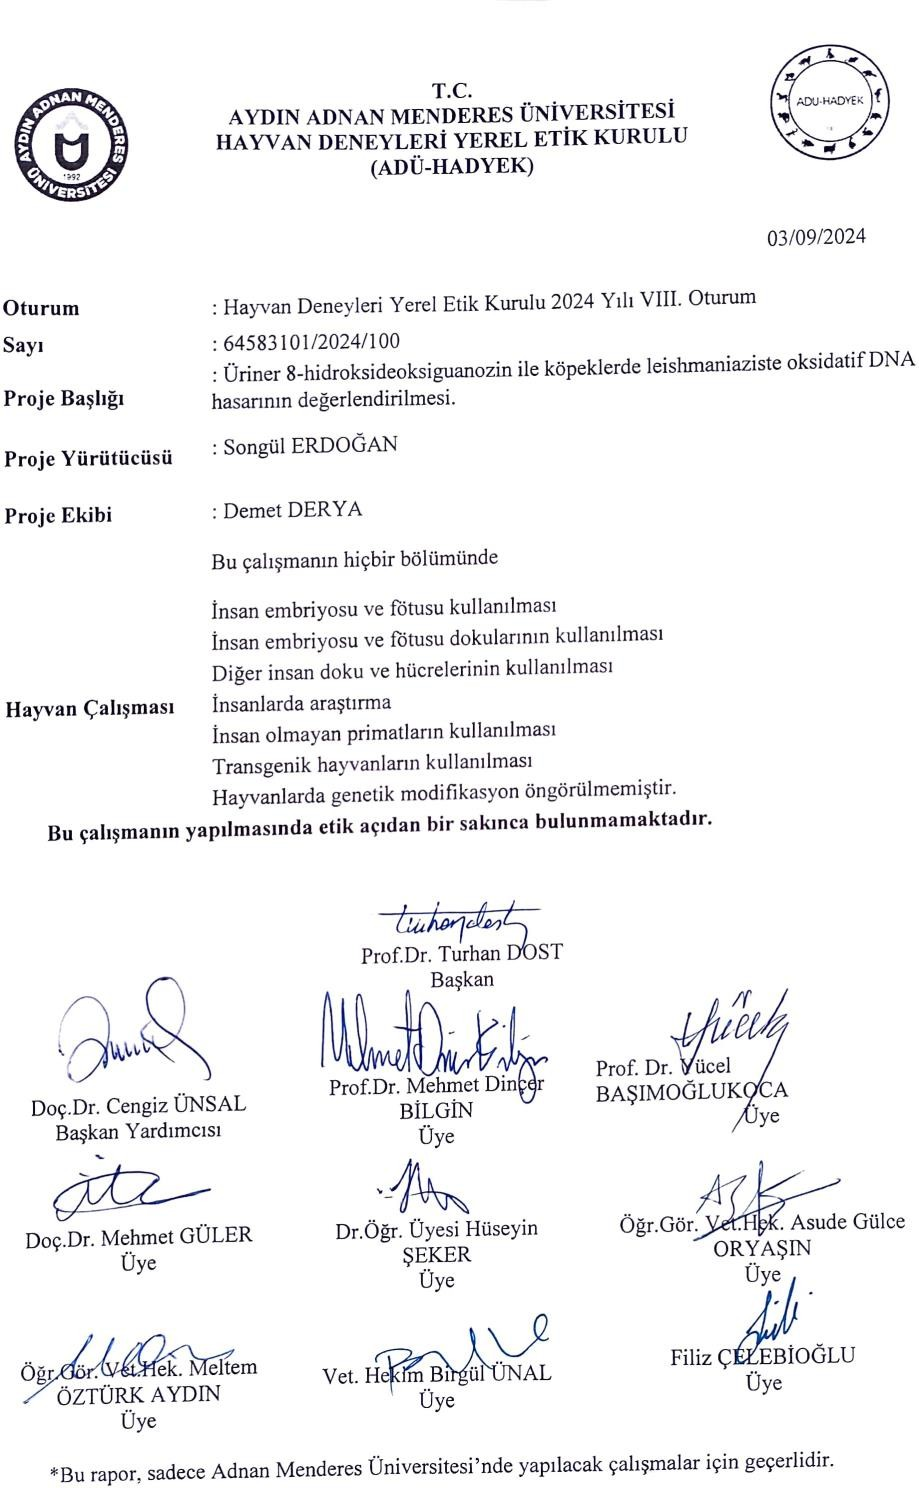 T.C.
AYDIN ADNAN MENDERES ÜNİVERSİTESİ
HAYVAN DENEYLERİ YEREL ETİK KURULU
(ADÜ-HADYEK)
AYDIN ADNAN MENDERES ÜNİVERSİTESİ
1992
ADU-HADYEK
03/09/2024
Oturum : Hayvan Deneyleri Yerel Etik Kurulu 2024 Yılı VIII. Oturum
Sayı : 64583101/2024/100
Proje Başlığı : Üriner 8-hidroksideoksiguanozin ile köpeklerde leishmaniaziste oksidatif DNA
hasarının değerlendirilmesi.
Proje Yürütücüsü : Songül ERDOĞAN
Proje Ekibi : Demet DERYA
Bu çalışmanın hiçbir bölümünde
İnsan embriyosu ve fötusu kullanılması
İnsan embriyosu ve fötusu dokularının kullanılması
Diğer insan doku ve hücrelerinin kullanılması
Hayvan Çalışması İnsanlarda araştırma
İnsan olmayan primatların kullanılması
Transgenik hayvanların kullanılması
Hayvanlarda genetik modifikasyon öngörülmemiştir.
Bu çalışmanın yapılmasında etik açıdan bir sakınca bulunmamaktadır.
Prof.Dr. Turhan DOST
Başkan
Doç.Dr. Cengiz ÜNSAL
Başkan Yardımcısı
Prof.Dr. Mehmet Dinçer
BİLGİN
Üye
Prof. Dr. Yücel
BAŞIMOĞLUKOCA
Üye
Doç.Dr. Mehmet GÜLER
Üye
Dr.Öğr. Üyesi Hüseyin
ŞEKER
Üye
Öğr.Gör. Vet.Hek. Asude Gülce
ORYAŞIN
Üye
Öğr.Gör. Vet.Hek. Meltem
ÖZTÜRK AYDIN
Üye
Vet. Hekim Birgül ÜNAL
Üye
Filiz ÇELEBİOĞLU
Üye
*Bu rapor, sadece Adnan Menderes Üniversitesi’nde yapılacak çalışmalar için geçerlidir.